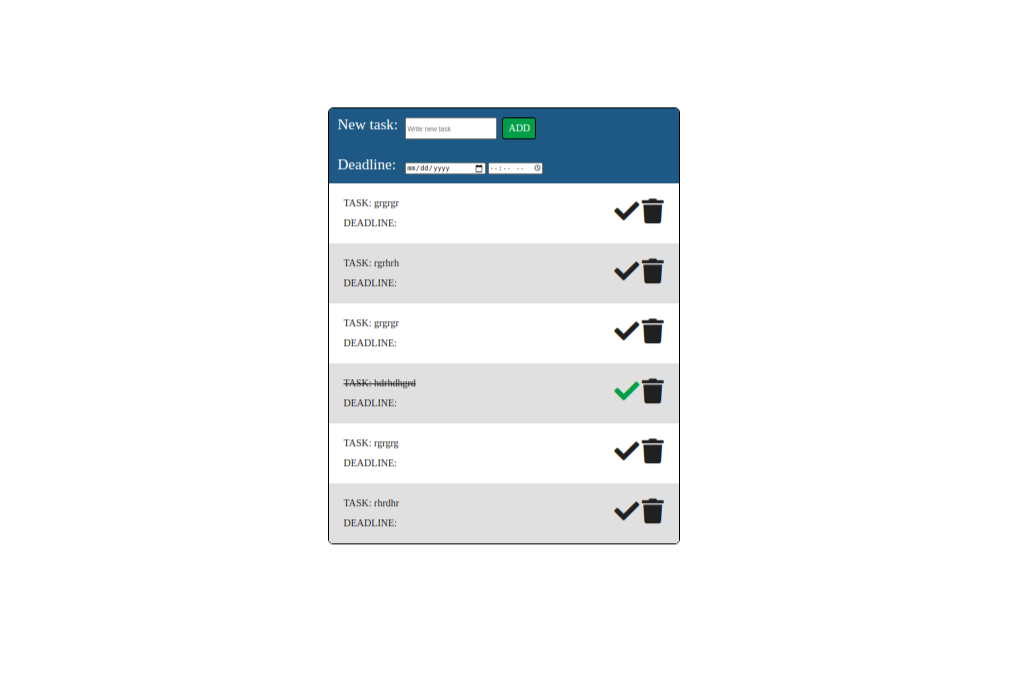 New task: Write new task ADD
Deadline: mm/dd/yyyy --:-- --
TASK: grgrgr
DEADLINE:
TASK: rgrhrh
DEADLINE:
TASK: grgrgr
DEADLINE:
TASK: hdrhdhgrd
DEADLINE:
TASK: rgrgrg
DEADLINE:
TASK: rhrdhr
DEADLINE: